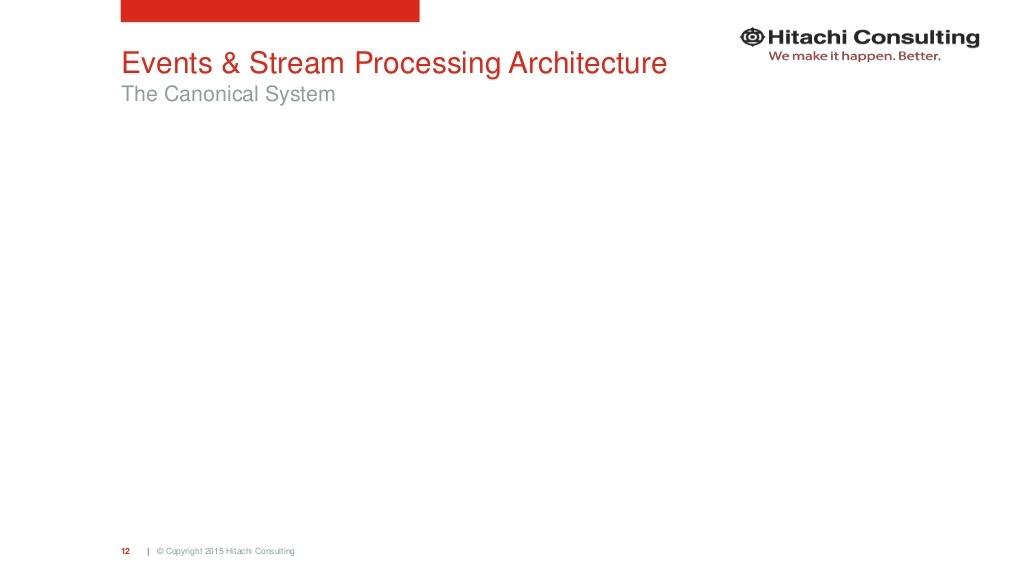 Hitachi Consulting
We make it happen. Better.
Events & Stream Processing Architecture
The Canonical System
12 | © Copyright 2015 Hitachi Consulting